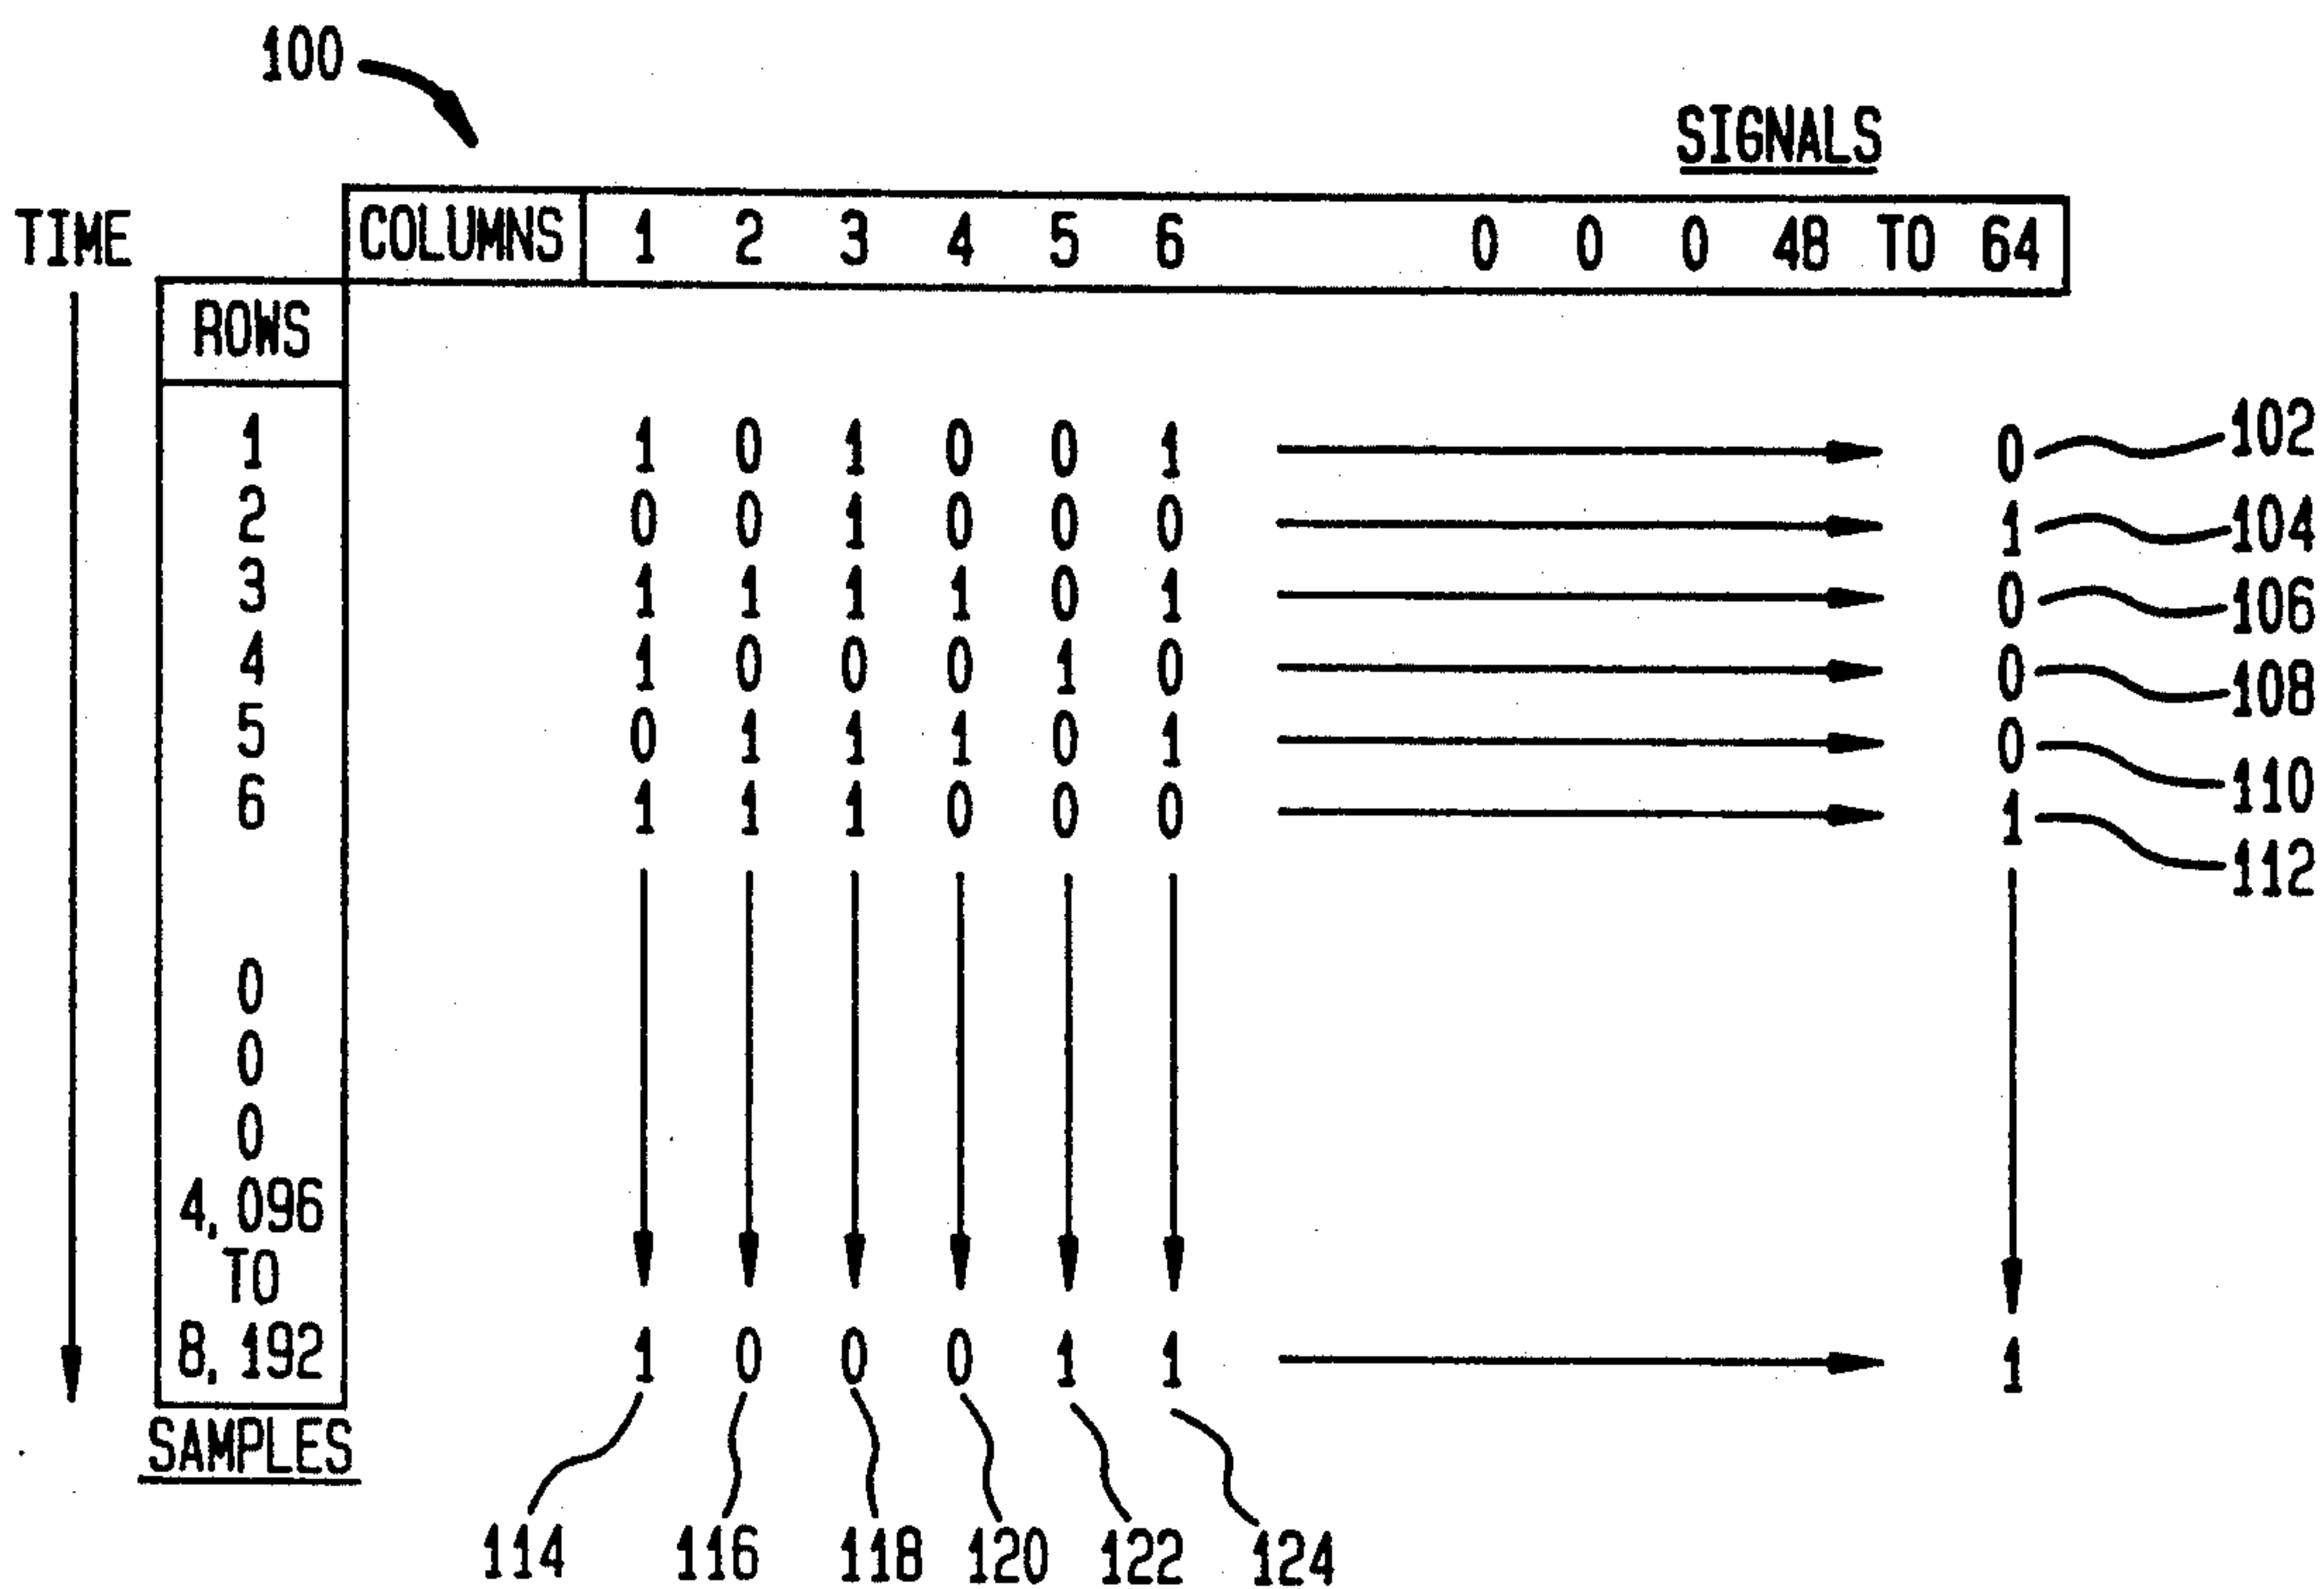 100
SIGNALS
TIME
COLUMNS 1 2 3 4 5 6 0 0 0 48 TO 64
ROWS
1 1 0 1 0 0 1 0 102
2 0 0 1 0 0 0 1 104
3 1 1 1 1 0 1 0 106
4 1 0 0 0 1 0 0 108
5 0 1 1 1 0 1 0 110
6 1 1 1 0 0 0 1 112
0
0
0
4,096
TO
8,192 1 0 0 0 1 1 1
SAMPLES
114 116 118 120 122 124